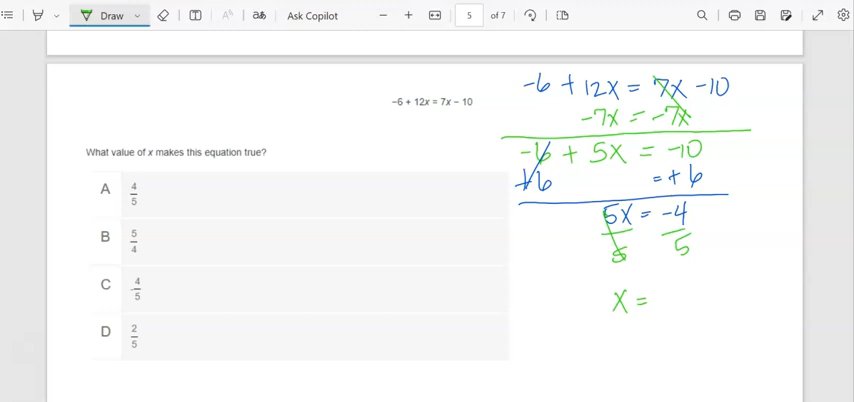 Draw
aあ
Ask Copilot
5 of 7
−6 + 12x = 7x − 10
What value of x makes this equation true?
A 4/5
B 5/4
C -4/5
D 2/5
-6 + 12x = 7x -10
-7x = -7x
-6 + 5x = -10
+6 = +6
5x = -4
5 5
x =